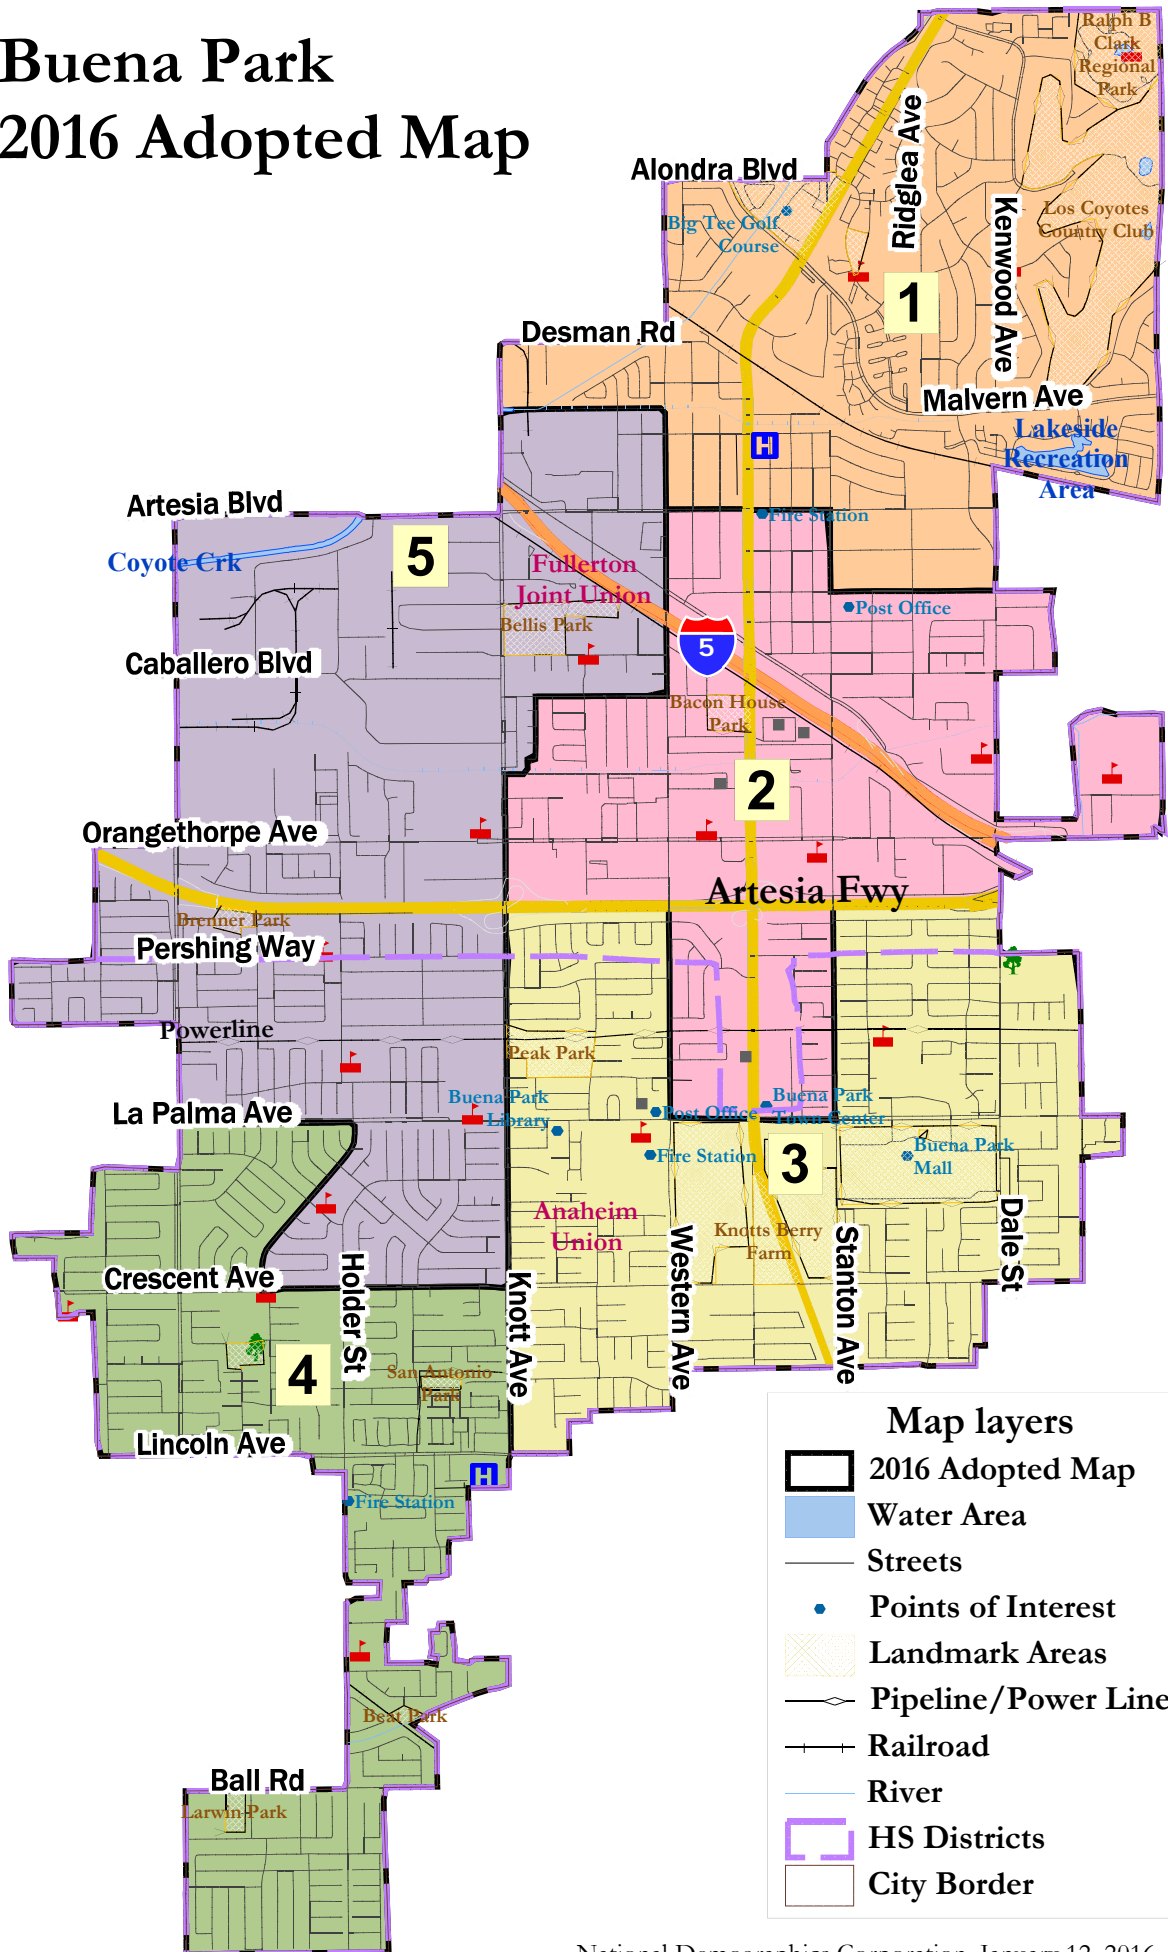 Buena Park
2016 Adopted Map
Ralph B
Clark
Regional
Park
Ridglea Ave
Alondra Blvd
Big Tee Golf
Course
Kenwood Ave
Los Coyotes
Country Club
1
Desman Rd
Malvern Ave
Lakeside
Recreation
Area
H
Artesia Blvd
Fire Station
Coyote Crk
5
Fullerton
Joint Union
Post Office
Bellis Park
5
Caballero Blvd
Bacon House
Park
2
Orangethorpe Ave
Artesia Fwy
Brenner Park
Pershing Way
Powerline
Peak Park
La Palma Ave
Buena Park
Library
Post Office
Buena Park
Town Center
Fire Station
3
Buena Park
Mall
Anaheim
Union
Knotts Berry
Farm
Crescent Ave
Holder St
Knott Ave
Western Ave
Stanton Ave
Dale St
4
San Antonio
Park
Lincoln Ave
H
Fire Station
Beat Park
Ball Rd
Larwin Park
Map layers
2016 Adopted Map
Water Area
Streets
Points of Interest
Landmark Areas
Pipeline/Power Line
Railroad
River
HS Districts
City Border
National Demographics Corporation, January 12, 2016